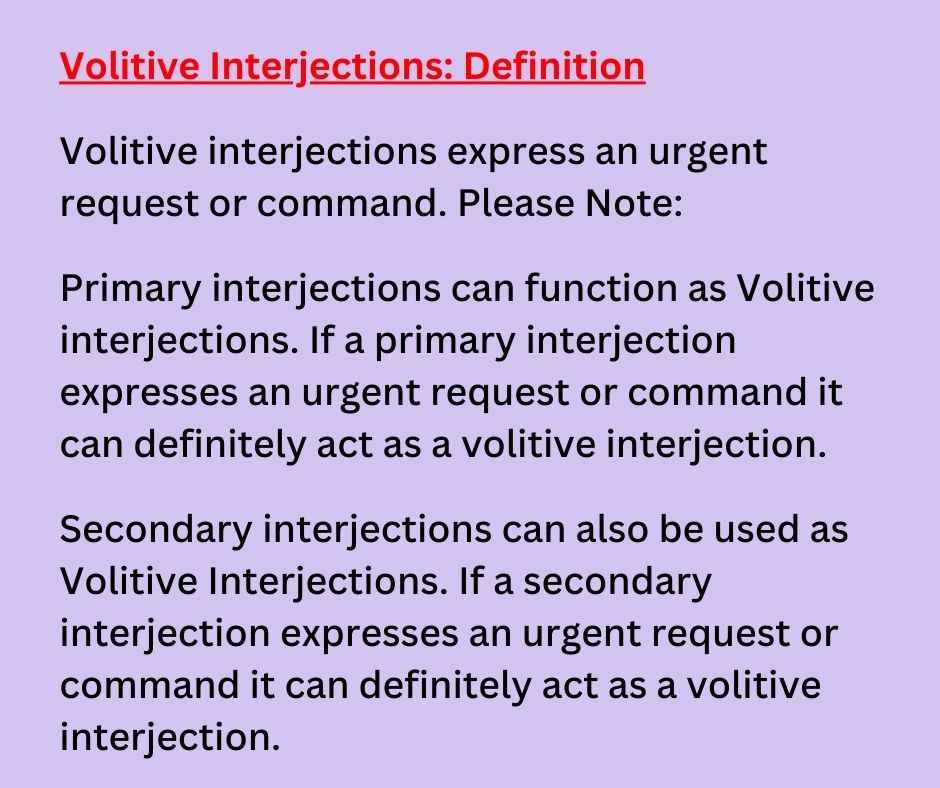 Volitive Interjections: Definition
Volitive interjections express an urgent
request or command. Please Note:
Primary interjections can function as Volitive
interjections. If a primary interjection
expresses an urgent request or command it
can definitely act as a volitive interjection.
Secondary interjections can also be used as
Volitive Interjections. If a secondary
interjection expresses an urgent request or
command it can definitely act as a volitive
interjection.